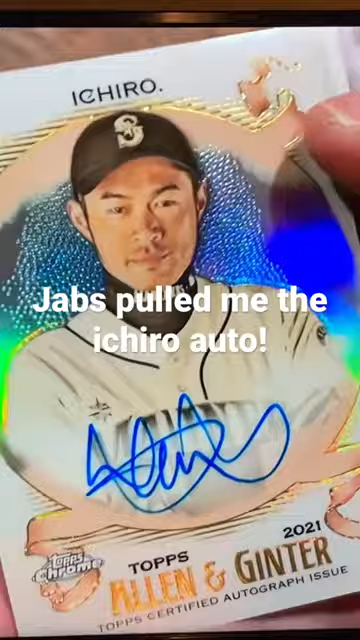 ICHIRO.
S
Jabs pulled me the
ichiro auto!
Topps
Chrome
TOPPS
2021
ALLEN & GINTER
TOPPS CERTIFIED AUTOGRAPH ISSUE